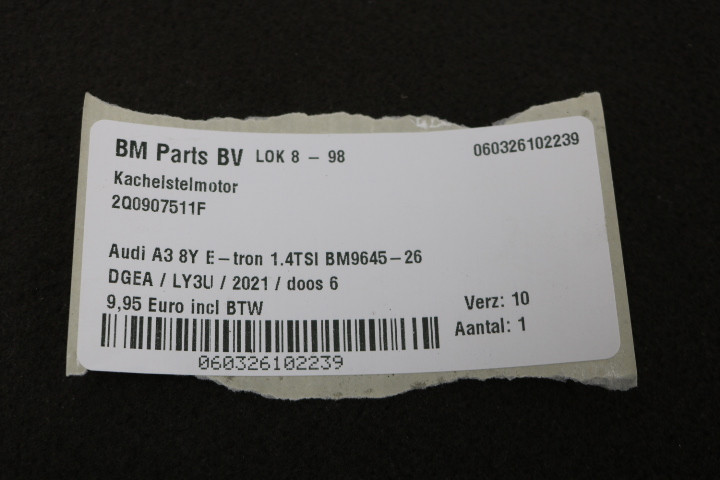 BM Parts BV LOK 8 - 98 060326102239
Kachelstelmotor
2Q0907511F
Audi A3 8Y E-tron 1.4TSI BM9645-26
DGEA / LY3U / 2021 / doos 6
9,95 Euro incl BTW Verz: 10
Aantal: 1
060326102239